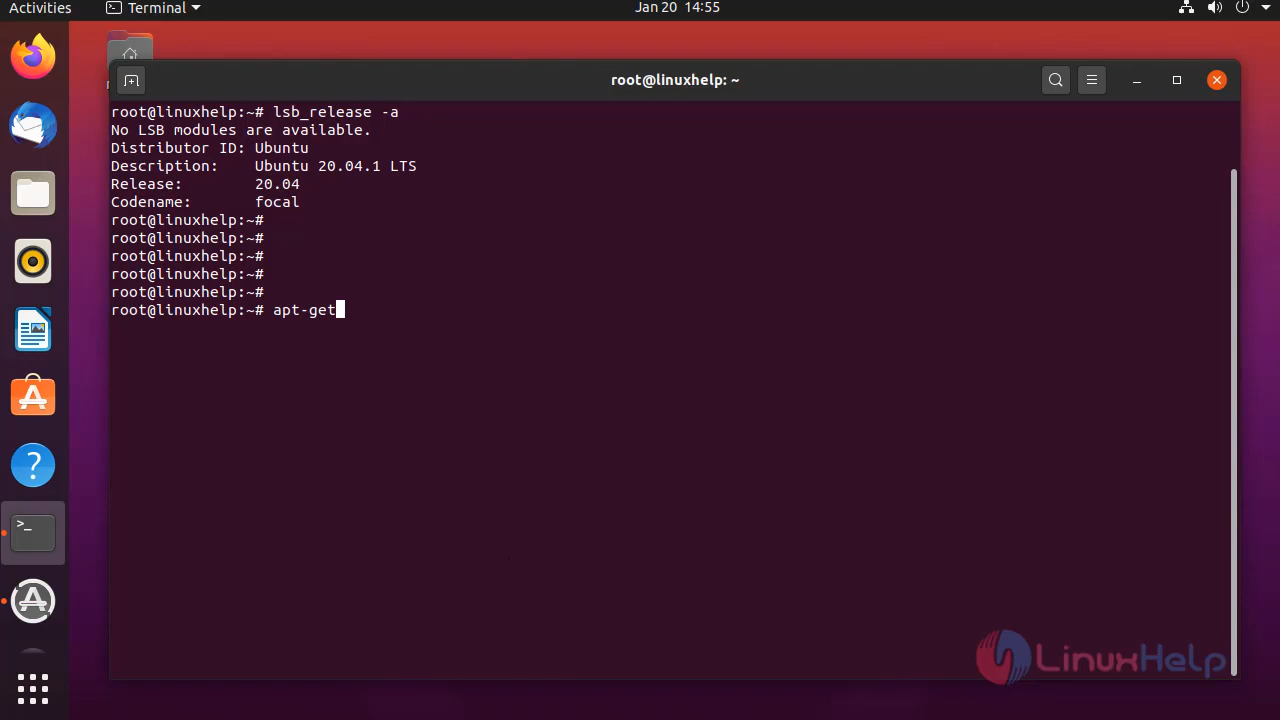 Activities Terminal Jan 20 14:55
root@linuxhelp: ~
root@linuxhelp:~# lsb_release -a
No LSB modules are available.
Distributor ID: Ubuntu
Description:    Ubuntu 20.04.1 LTS
Release:        20.04
Codename:       focal
root@linuxhelp:~#
root@linuxhelp:~#
root@linuxhelp:~#
root@linuxhelp:~#
root@linuxhelp:~#
root@linuxhelp:~# apt-get
LinuxHelp